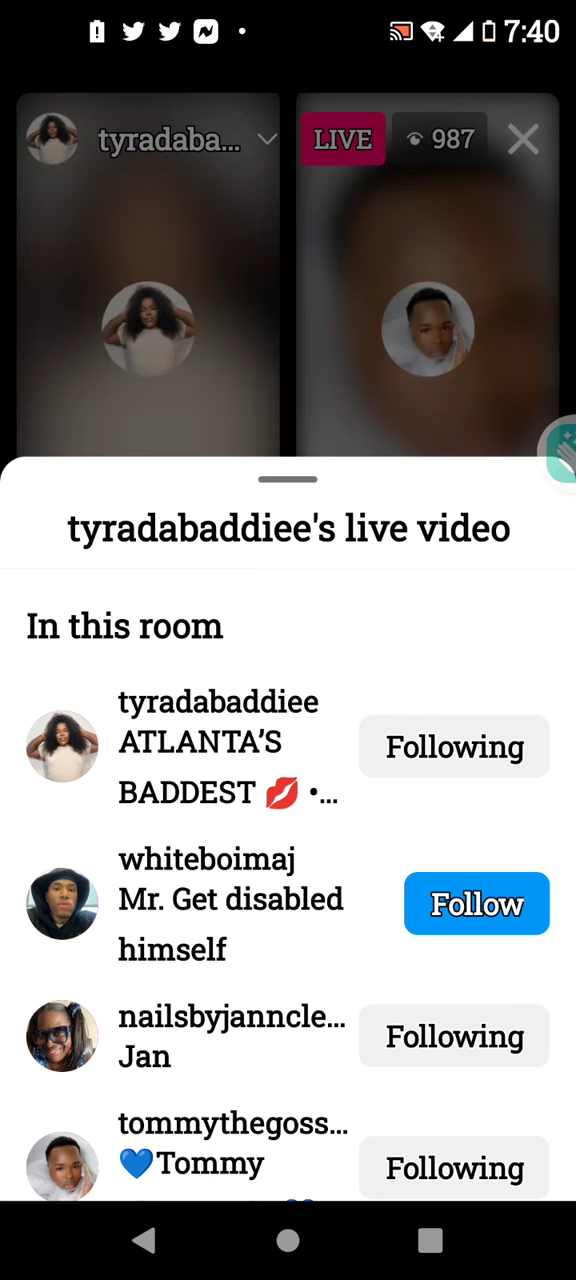 7:40
tyradaba...
LIVE
987
tyradabaddiee's live video
In this room
tyradabaddiee
ATLANTA’S
BADDEST 💋 •...
Following
whiteboimaj
Mr. Get disabled
himself
Follow
nailsbyjanncle...
Jan
Following
tommythegoss...
💙Tommy
Following